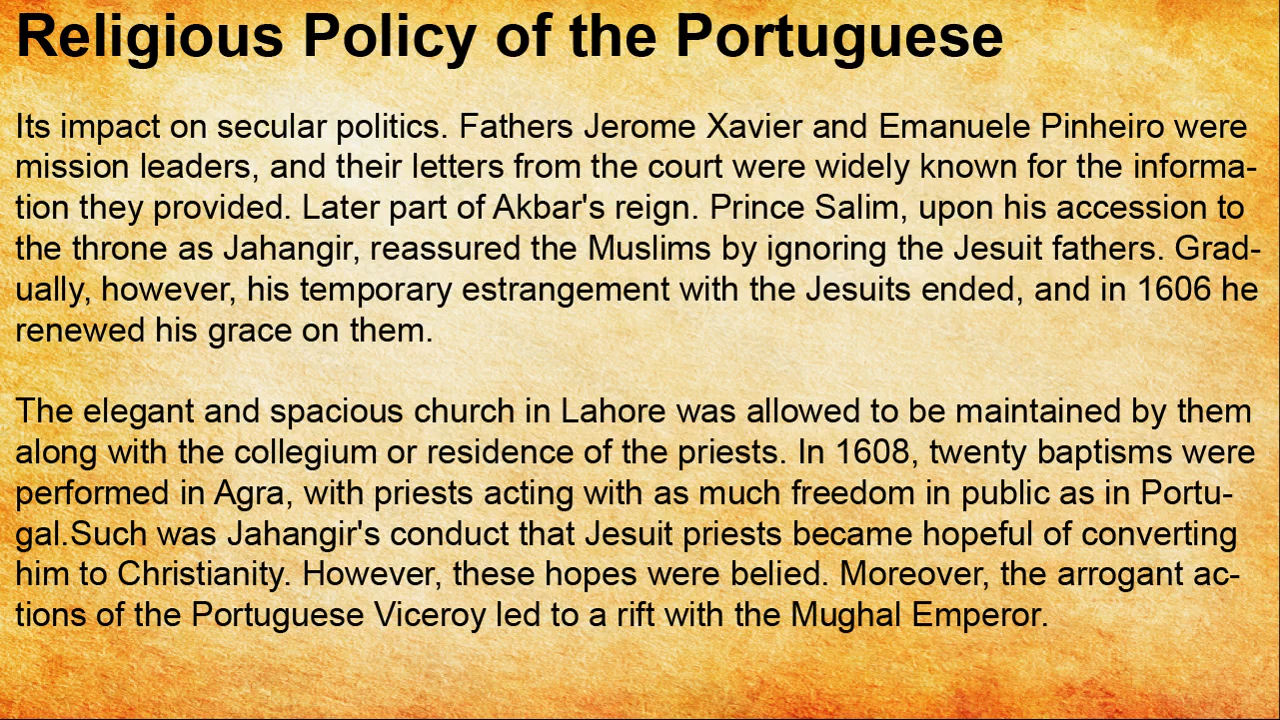 Religious Policy of the Portuguese
Its impact on secular politics. Fathers Jerome Xavier and Emanuele Pinheiro were
mission leaders, and their letters from the court were widely known for the informa-
tion they provided. Later part of Akbar's reign. Prince Salim, upon his accession to
the throne as Jahangir, reassured the Muslims by ignoring the Jesuit fathers. Grad-
ually, however, his temporary estrangement with the Jesuits ended, and in 1606 he
renewed his grace on them.
The elegant and spacious church in Lahore was allowed to be maintained by them
along with the collegium or residence of the priests. In 1608, twenty baptisms were
performed in Agra, with priests acting with as much freedom in public as in Portu-
gal.Such was Jahangir's conduct that Jesuit priests became hopeful of converting
him to Christianity. However, these hopes were belied. Moreover, the arrogant ac-
tions of the Portuguese Viceroy led to a rift with the Mughal Emperor.